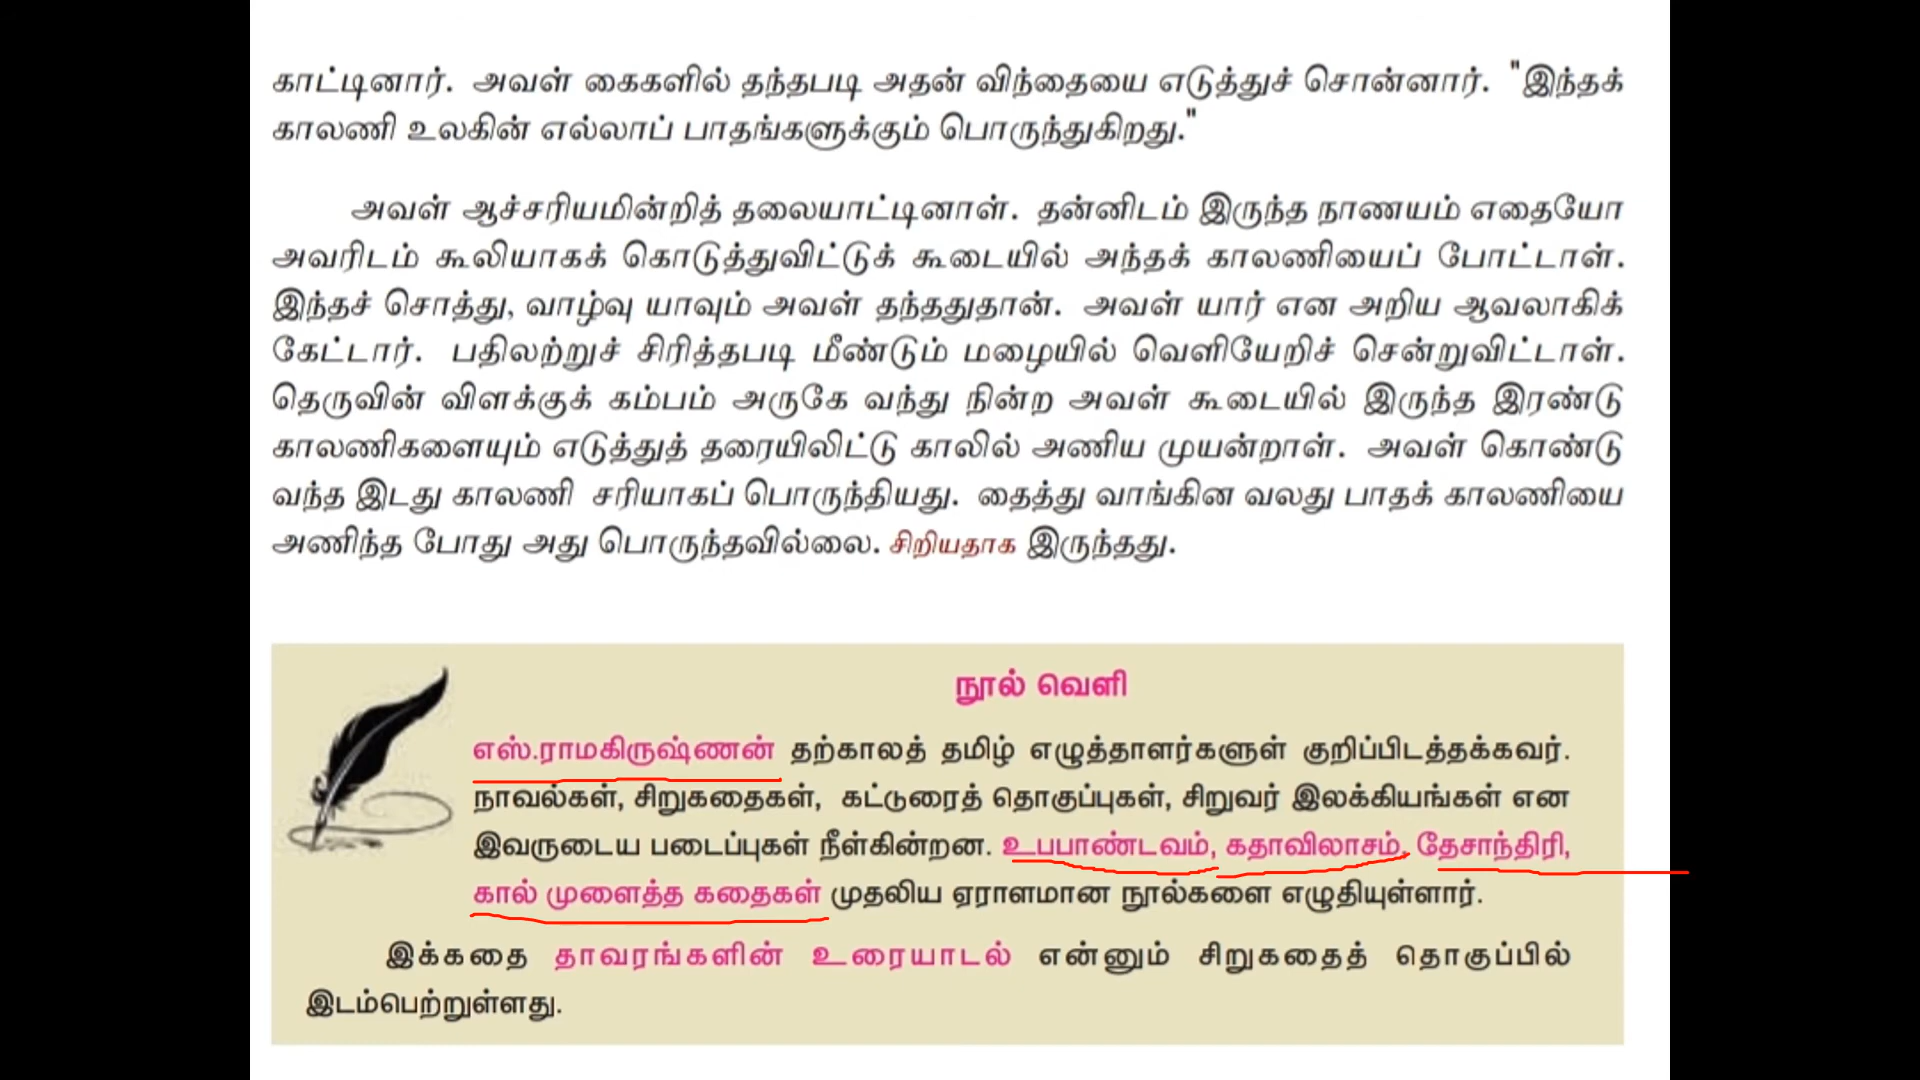 காட்டினார். அவள் கைகளில் தந்தபடி அதன் விந்தையை எடுத்துச் சொன்னார். "இந்தக்
காலணி உலகின் எல்லாப் பாதங்களுக்கும் பொருந்துகிறது."
அவள் ஆச்சரியமின்றித் தலையாட்டினாள். தன்னிடம் இருந்த நாணயம் எதையோ
அவரிடம் கூலியாகக் கொடுத்துவிட்டுக் கூடையில் அந்தக் காலணியைப் போட்டாள்.
இந்தச் சொத்து, வாழ்வு யாவும் அவள் தந்ததுதான். அவள் யார் என அறிய ஆவலாகிக்
கேட்டார். பதிலற்றுச் சிரித்தபடி மீண்டும் மழையில் வெளியேறிச் சென்றுவிட்டாள்.
தெருவின் விளக்குக் கம்பம் அருகே வந்து நின்ற அவள் கூடையில் இருந்த இரண்டு
காலணிகளையும் எடுத்துத் தரையிலிட்டு காலில் அணிய முயன்றாள். அவள் கொண்டு
வந்த இடது காலணி சரியாகப் பொருந்தியது. தைத்து வாங்கின வலது பாதக் காலணியை
அணிந்த போது அது பொருந்தவில்லை. சிறியதாக இருந்தது.
நூல் வெளி
எஸ்.ராமகிருஷ்ணன் தற்காலத் தமிழ் எழுத்தாளர்களுள் குறிப்பிடத்தக்கவர்.
நாவல்கள், சிறுகதைகள், கட்டுரைத் தொகுப்புகள், சிறுவர் இலக்கியங்கள் என
இவருடைய படைப்புகள் நீள்கின்றன. உபபாண்டவம், கதாவிலாசம், தேசாந்திரி,
கால் முளைத்த கதைகள் முதலிய ஏராளமான நூல்களை எழுதியுள்ளார்.
இக்கதை தாவரங்களின் உரையாடல் என்னும் சிறுகதைத் தொகுப்பில்
இடம்பெற்றுள்ளது.